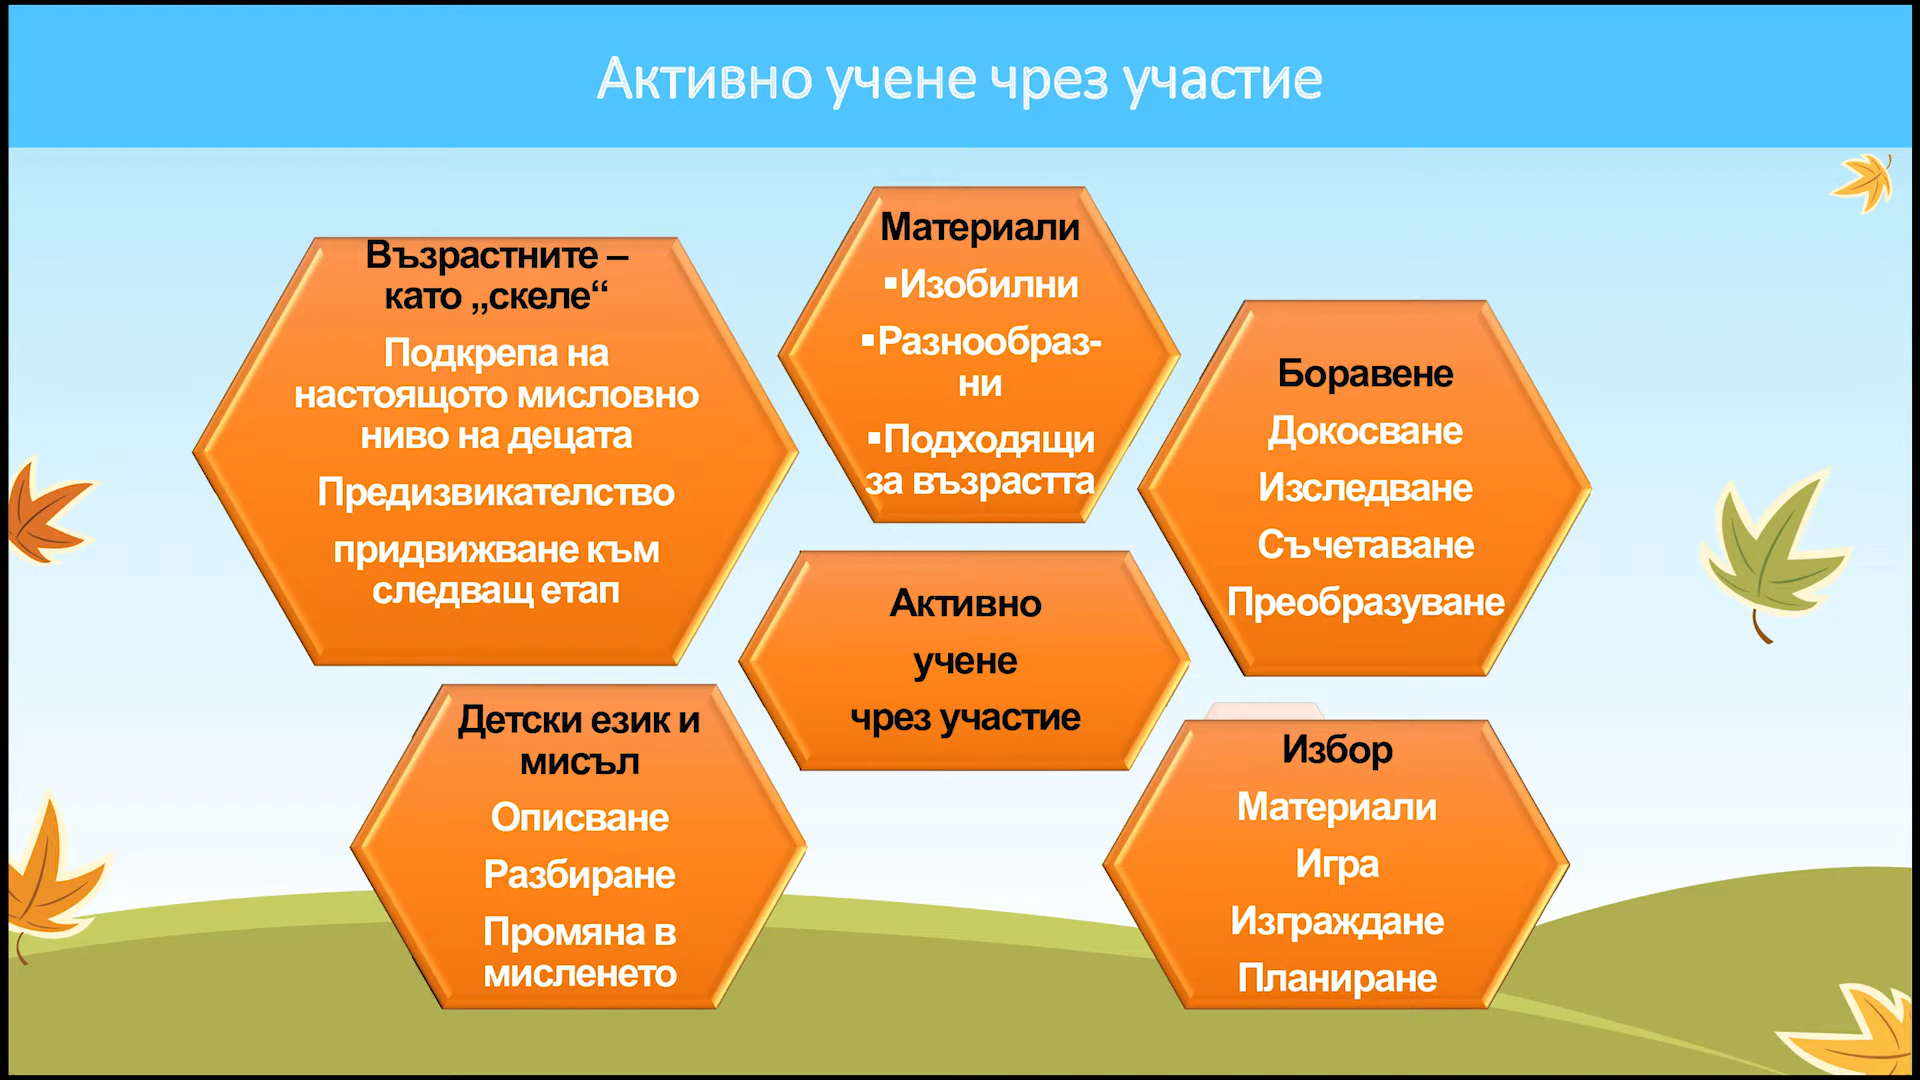 Активно учене чрез участие
Възрастните –
като „скеле“
Подкрепа на
настоящото мисловно
ниво на децата
Предизвикателство
придвижване към
следващ етап
Материали
▪Изобилни
▪Разнообраз-
ни
▪Подходящи
за възрастта
Боравене
Докосване
Изследване
Съчетаване
Преобразуване
Активно
учене
чрез участие
Детски език и
мисъл
Описване
Разбиране
Промяна в
мисленето
Избор
Материали
Игра
Изграждане
Планиране